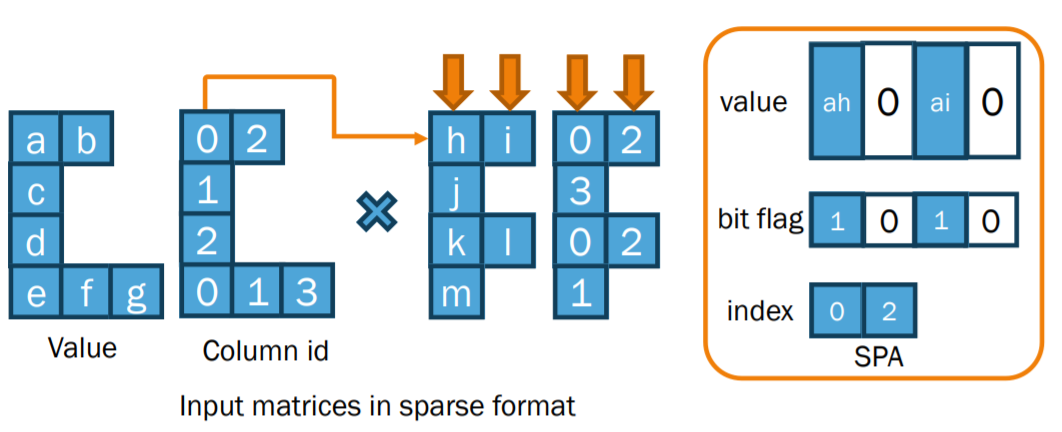 a b
c
d
e f g
Value
0 2
1
2
0 1 3
Column id
h i
j
k l
m
0 2
3
0 2
1
Input matrices in sparse format
value ah 0 ai 0
bit flag 1 0 1 0
index 0 2
SPA